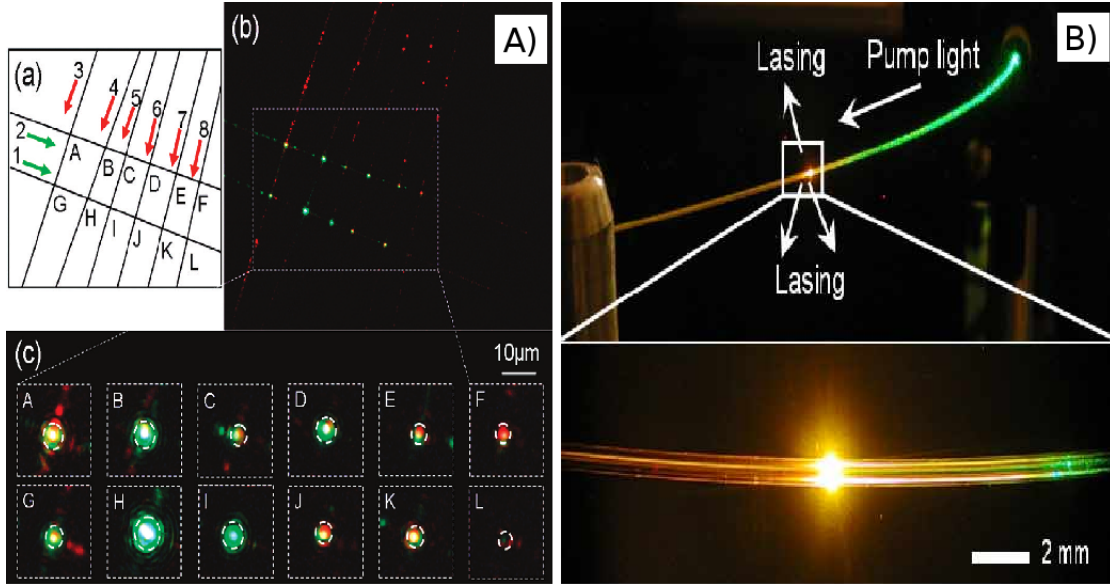 A)
(a)
3
4
5
6
7
8
2
1
A
B
C
D
E
F
G
H
I
J
K
L
(b)
(c)
10μm
A
B
C
D
E
F
G
H
I
J
K
L
B)
Lasing
Pump light
Lasing
2 mm